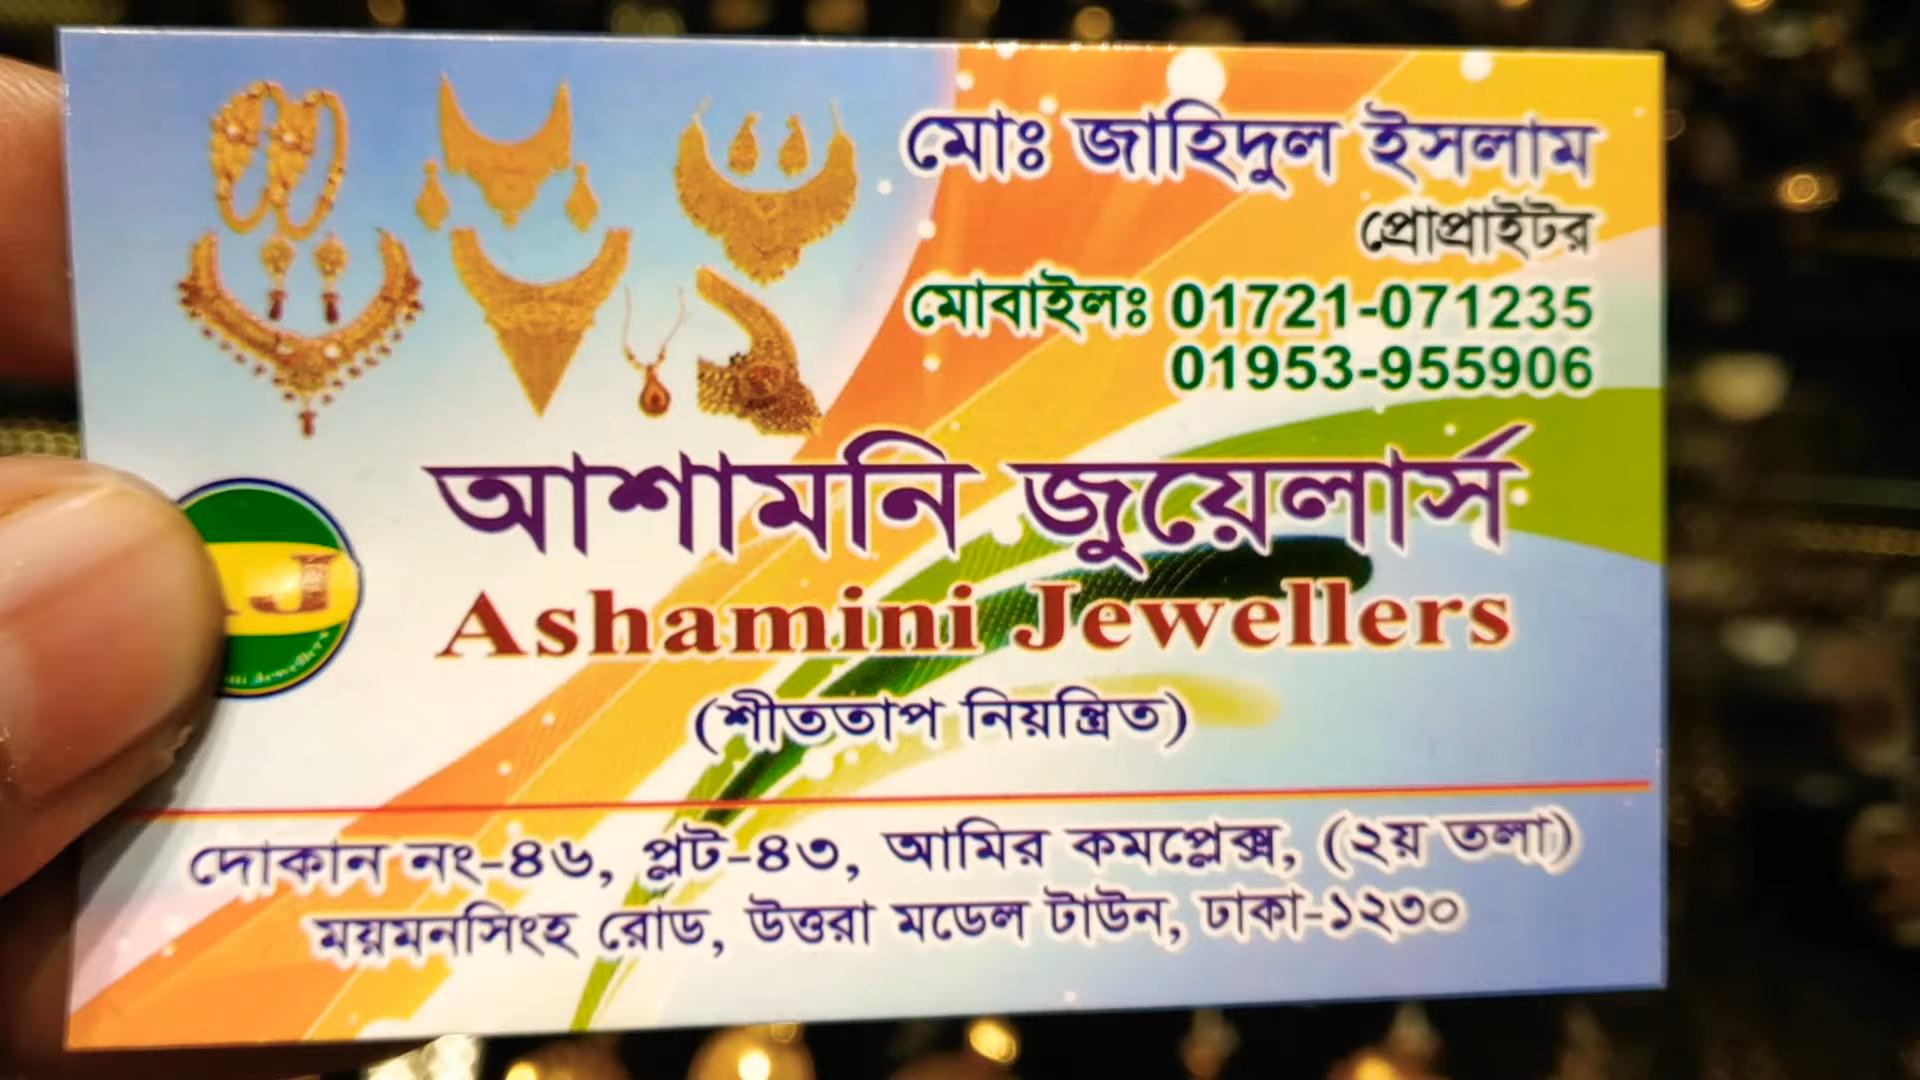 মোঃ জাহিদুল ইসলাম
প্রোপ্রাইটর
মোবাইলঃ 01721-071235
01953-955906
আশামনি জুয়েলার্স
Ashamini Jewellers
(শীততাপ নিয়ন্ত্রিত)
দোকান নং-৪৬, প্লট-৪৩, আমির কমপ্লেক্স, (২য় তলা)
ময়মনসিংহ রোড, উত্তরা মডেল টাউন, ঢাকা-১২৩০